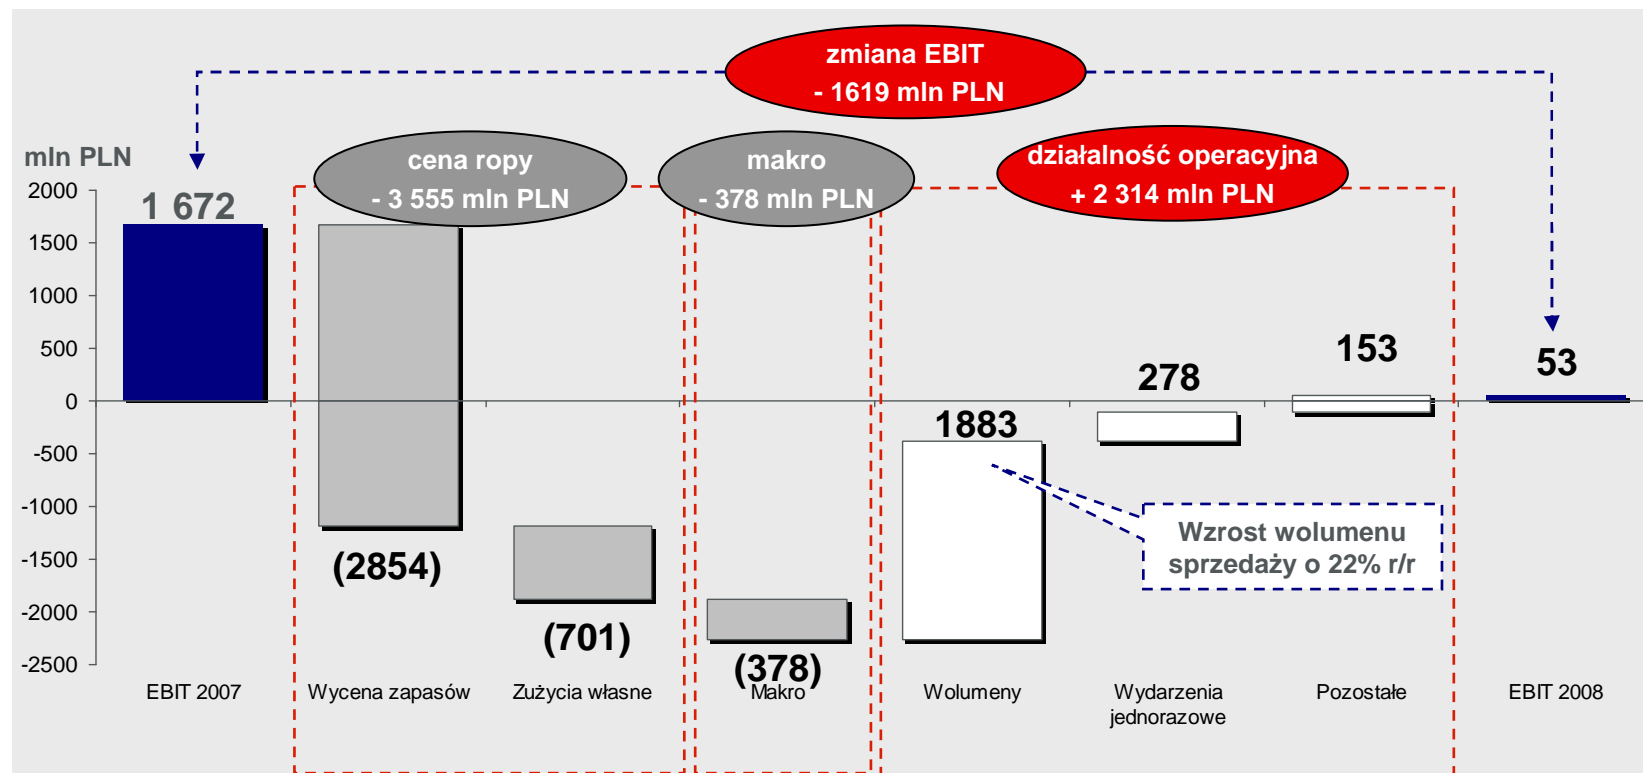 zmiana EBIT
- 1619 mln PLN
cena ropy
- 3 555 mln PLN
makro
- 378 mln PLN
działalność operacyjna
+ 2 314 mln PLN
mln PLN
2000
1500
1000
500
0
-500
-1000
-1500
-2000
-2500
1 672
(2854)
(701)
(378)
1883
278
153
53
Wzrost wolumenu
sprzedaży o 22% r/r
EBIT 2007
Wycena zapasów
Zużycia własne
Makro
Wolumeny
Wydarzenia
jednorazowe
Pozostałe
EBIT 2008